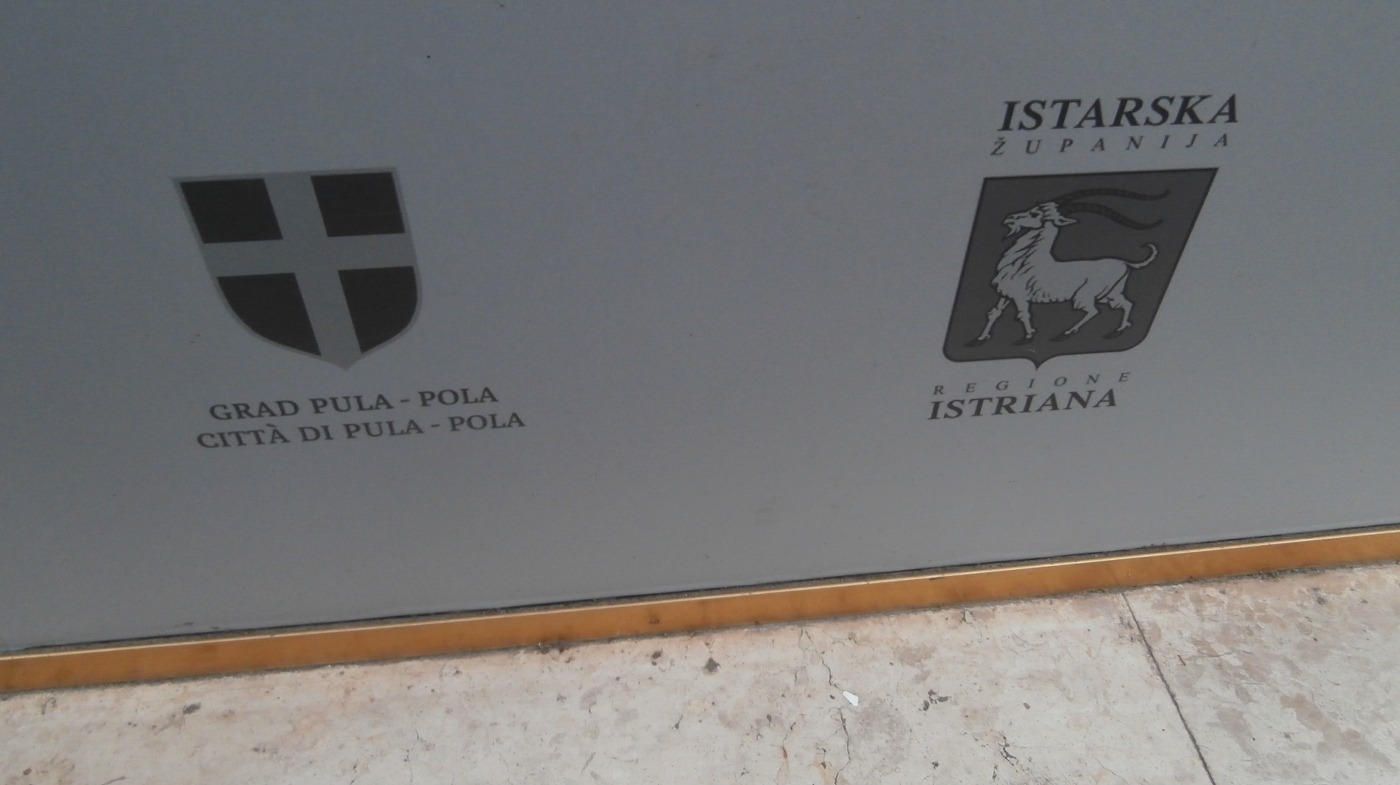 GRAD PULA - POLA
CITTÀ DI PULA - POLA
ISTARSKA
ŽUPANIJA
REGIONE
ISTRIANA